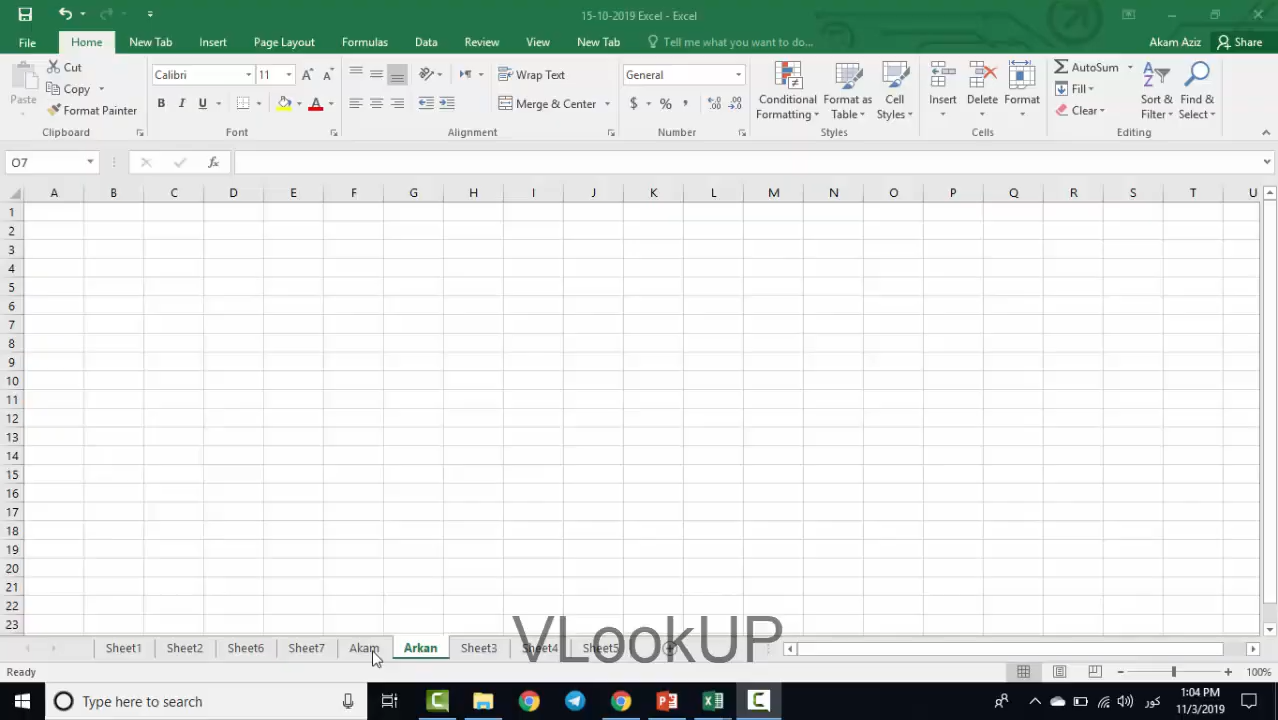 15-10-2019 Excel - Excel
File Home New Tab Insert Page Layout Formulas Data Review View New Tab Tell me what you want to do... Akam Aziz Share
Paste Cut Copy Format Painter Clipboard
Calibri 11 A A B I U A Font
Wrap Text Merge & Center Alignment
General $ % , Number
Conditional Formatting Format as Table Cell Styles Styles
Insert Delete Format Cells
AutoSum Fill Clear Sort & Filter Find & Select Editing
O7 fx
A B C D E F G H I J K L M N O P Q R S T U
1
2
3
4
5
6
7
8
9
10
11
12
13
14
15
16
17
18
19
20
21
22
23
VLookUP
Sheet1 Sheet2 Sheet6 Sheet7 Akam Arkan Sheet3 Sheet4 Sheet5
Ready 100%
Type here to search كور 1:04 PM
11/3/2019